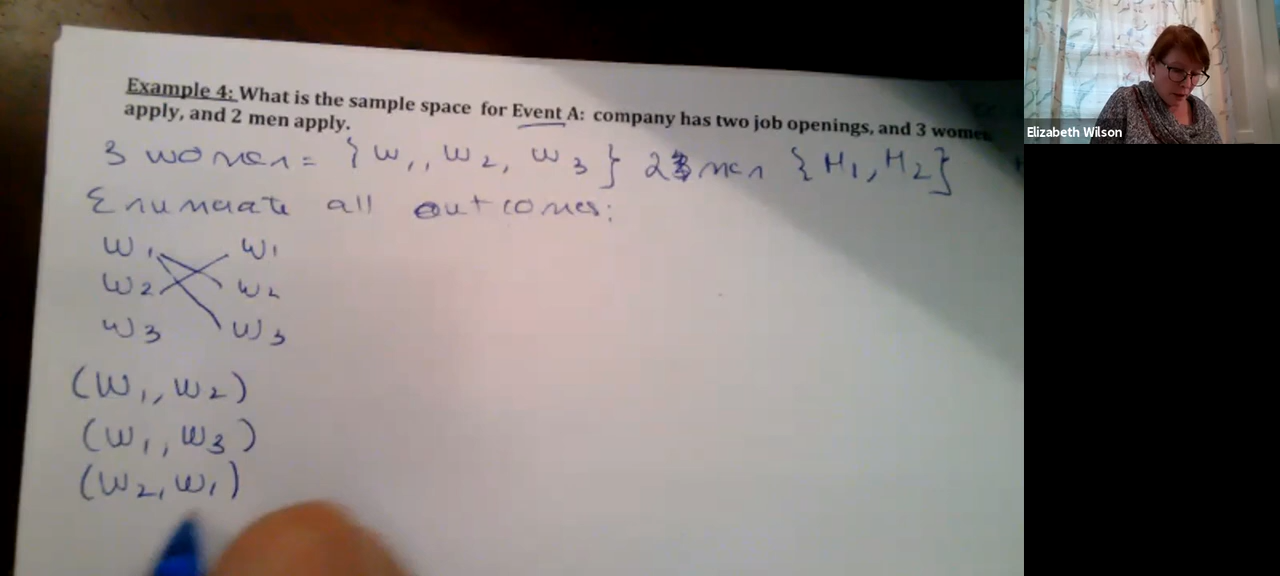 Example 4: What is the sample space for Event A: company has two job openings, and 3 women
apply, and 2 men apply.
3 women = { W1, W2, W3 } 2 men { M1, M2 }
Enumerate all outcomes:
W1 W1
W2 W2
W3 W3
(W1, W2)
(W1, W3)
(W2, W1)
Elizabeth Wilson